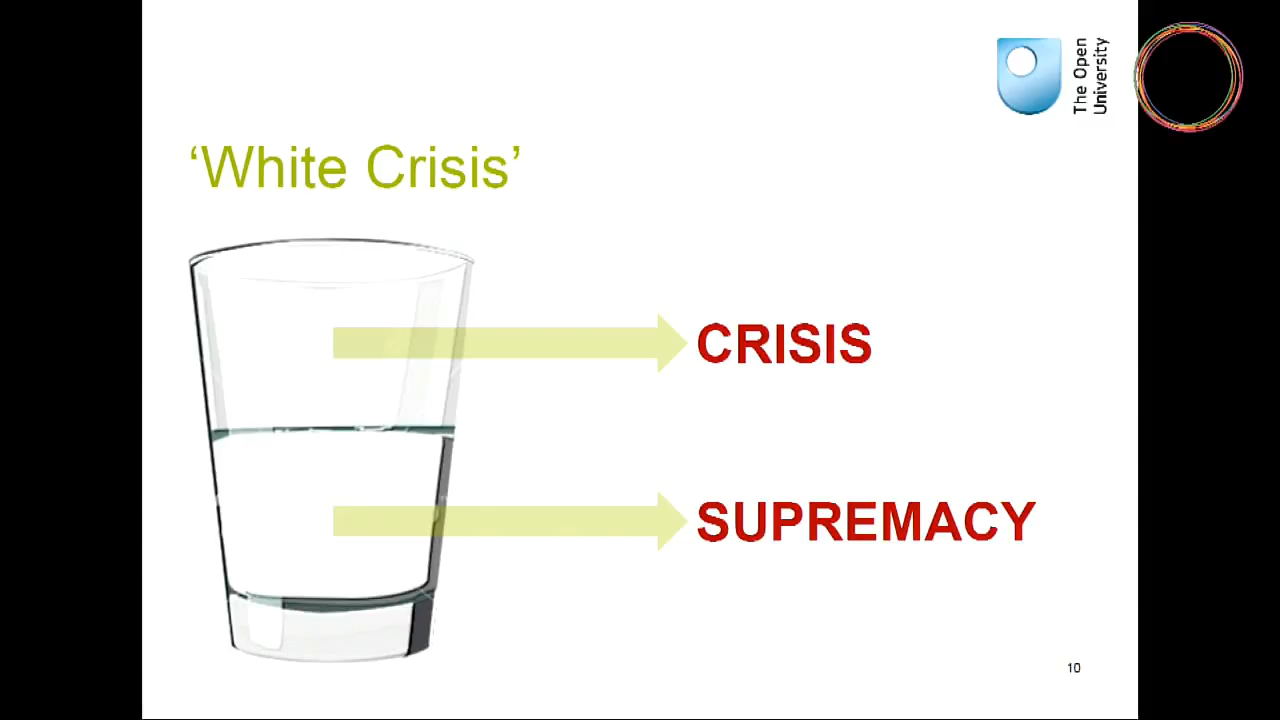 The Open
University
‘White Crisis’
CRISIS
SUPREMACY
10